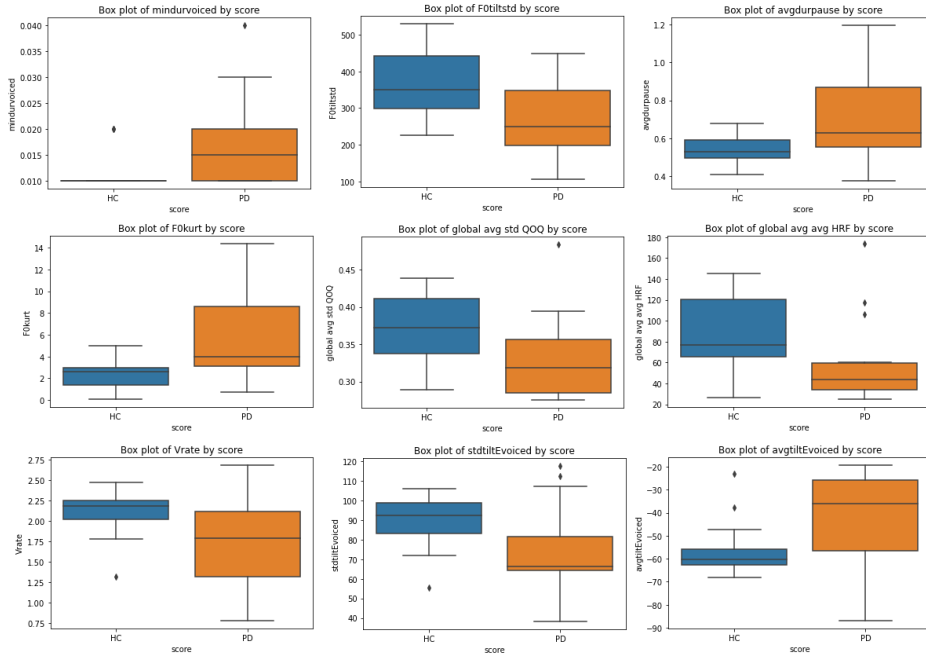 Box plot of mindurvoiced by score
mindurvoiced
0.040
0.035
0.030
0.025
0.020
0.015
0.010
HC
PD
score
Box plot of F0tiltstd by score
F0tiltstd
500
400
300
200
100
HC
PD
score
Box plot of avgdurpause by score
avgdurpause
1.2
1.0
0.8
0.6
0.4
HC
PD
score
Box plot of F0kurt by score
F0kurt
14
12
10
8
6
4
2
0
HC
PD
score
Box plot of global avg std QOQ by score
global avg std QOQ
0.45
0.40
0.35
0.30
HC
PD
score
Box plot of global avg avg HRF by score
global avg avg HRF
180
160
140
120
100
80
60
40
20
HC
PD
score
Box plot of Vrate by score
Vrate
2.75
2.50
2.25
2.00
1.75
1.50
1.25
1.00
0.75
HC
PD
score
Box plot of stdtiltEvoiced by score
stdtiltEvoiced
120
110
100
90
80
70
60
50
40
HC
PD
score
Box plot of avgtiltEvoiced by score
avgtiltEvoiced
−20
−30
−40
−50
−60
−70
−80
−90
HC
PD
score